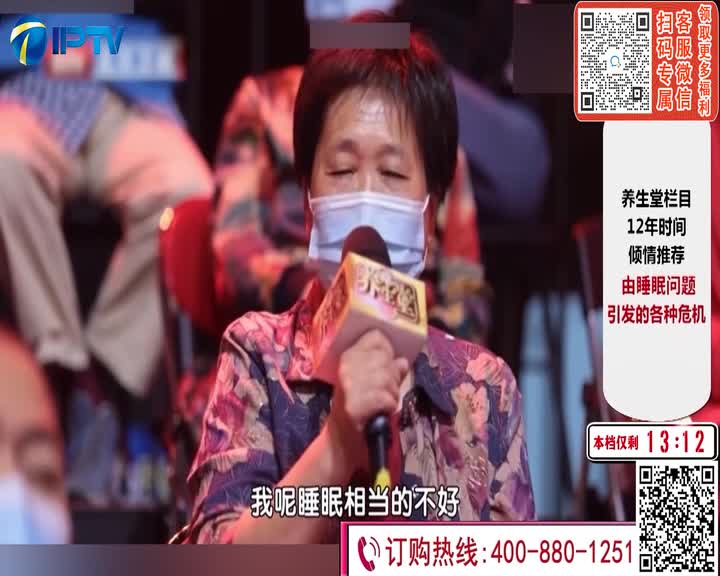 IPTV
领取更多福利
客服微信
扫码专属
养生堂栏目
12年时间
倾情推荐
由睡眠问题
引发的各种危机
养生堂
本档仅剩 13:12
我呢睡眠相当的不好
订购热线:400-880-1251